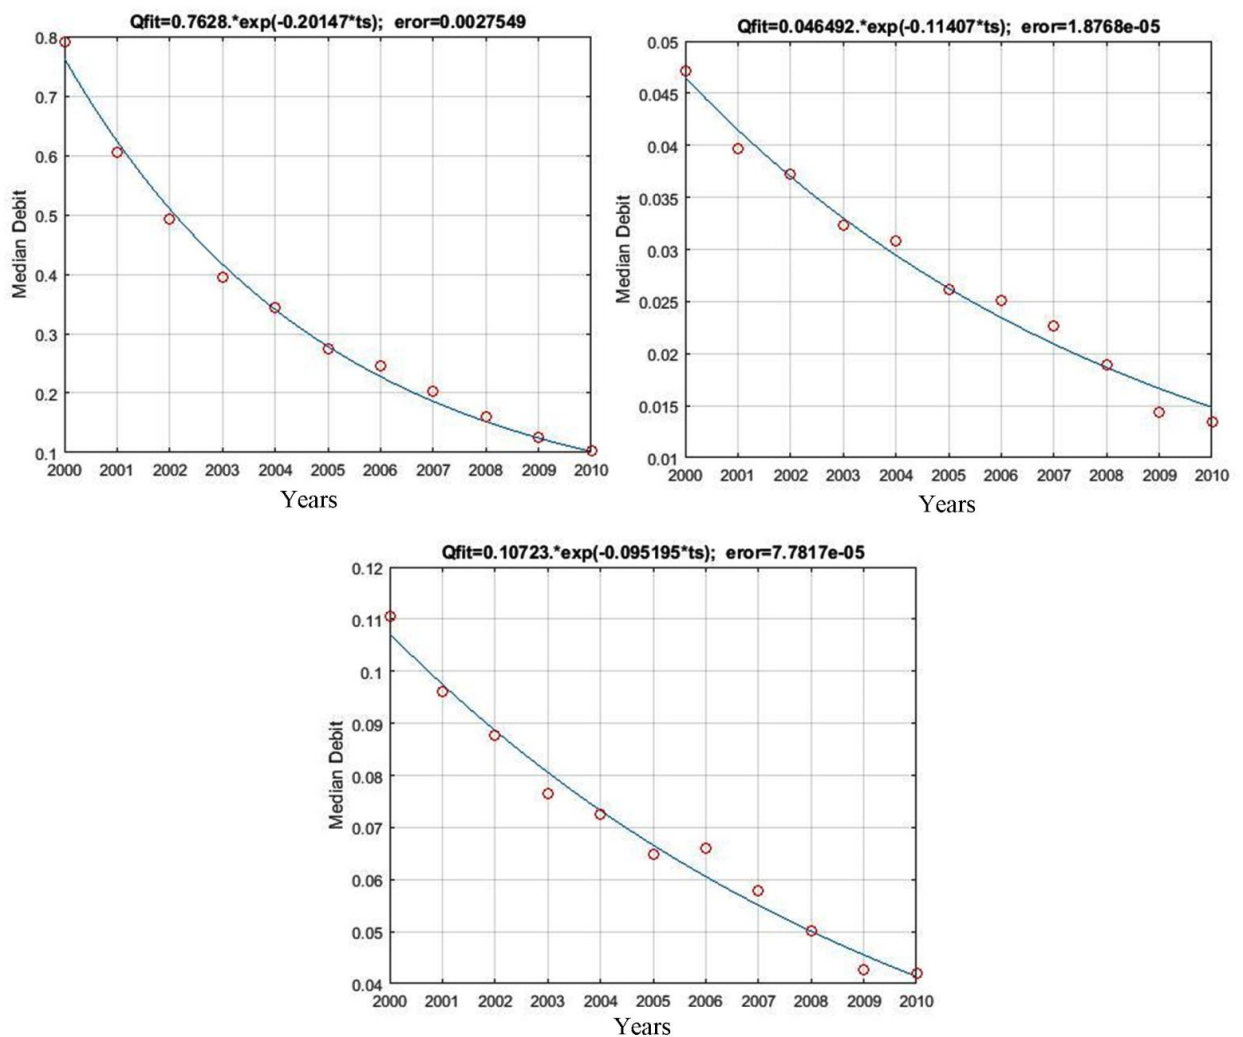 Qfit=0.7628.*exp(-0.20147*ts);  eror=0.0027549
0.8
0.7
0.6
0.5
0.4
0.3
0.2
0.1
Median Debit
2000 2001 2002 2003 2004 2005 2006 2007 2008 2009 2010
Years
Qfit=0.046492.*exp(-0.11407*ts);  eror=1.8768e-05
0.05
0.045
0.04
0.035
0.03
0.025
0.02
0.015
0.01
Median Debit
2000 2001 2002 2003 2004 2005 2006 2007 2008 2009 2010
Years
Qfit=0.10723.*exp(-0.095195*ts);  eror=7.7817e-05
0.12
0.11
0.1
0.09
0.08
0.07
0.06
0.05
0.04
Median Debit
2000 2001 2002 2003 2004 2005 2006 2007 2008 2009 2010
Years